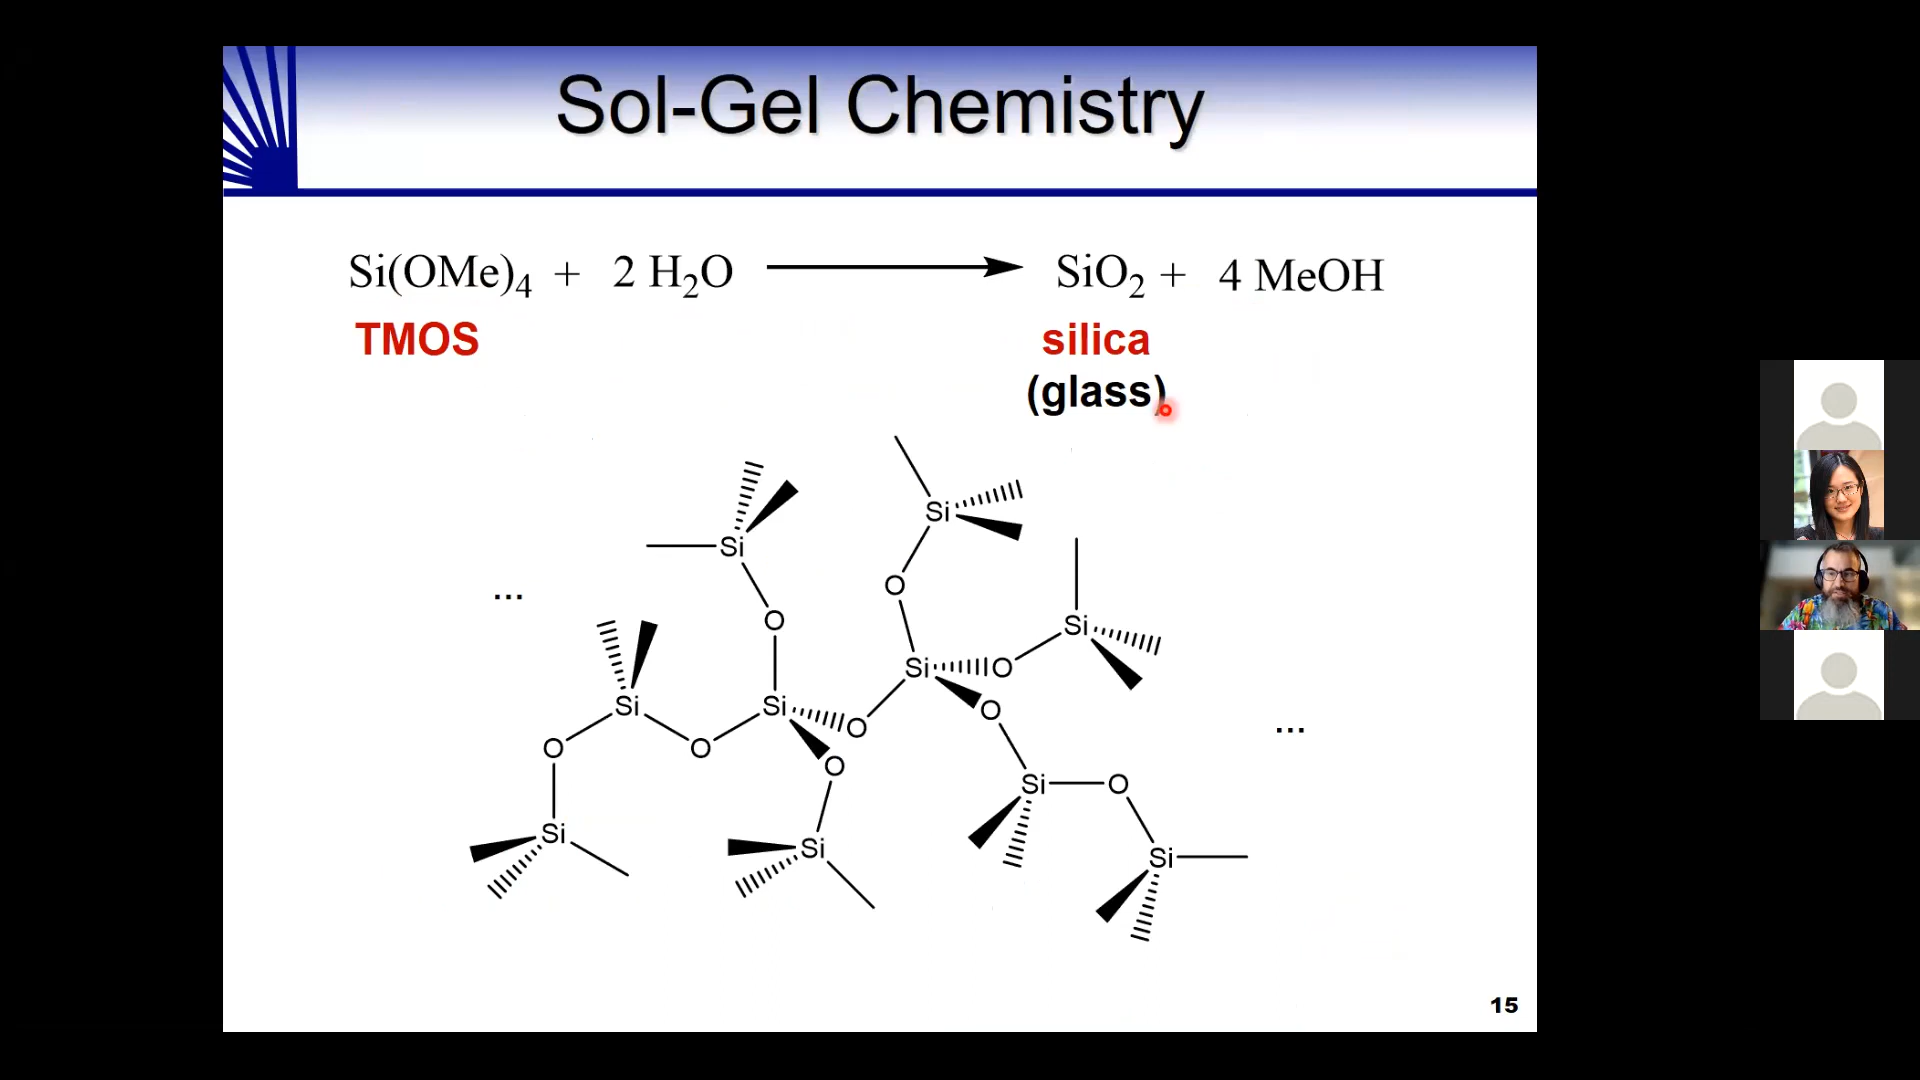 Sol-Gel Chemistry
Si(OMe)₄ + 2 H₂O → SiO₂ + 4 MeOH
TMOS silica
(glass)
Si
Si
O
...
O
Si
Si
O
Si
Si
O
O
O
O
...
O
O
Si
O
Si
Si
Si
15